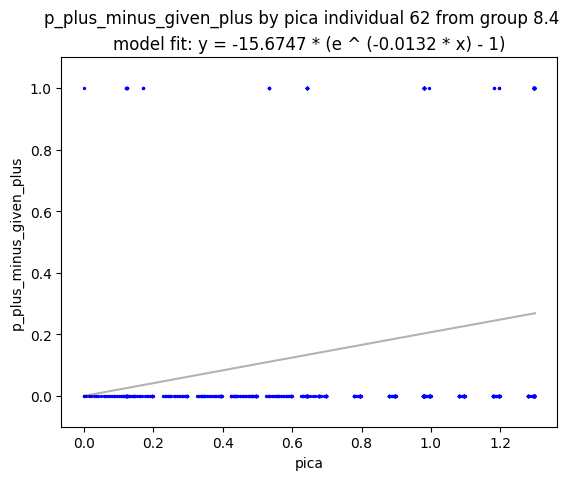 p_plus_minus_given_plus by pica individual 62 from group 8.4
model fit: y = -15.6747 * (e ^ (-0.0132 * x) - 1)
1.0
0.8
0.6
0.4
0.2
0.0
p_plus_minus_given_plus
0.0 0.2 0.4 0.6 0.8 1.0 1.2
pica